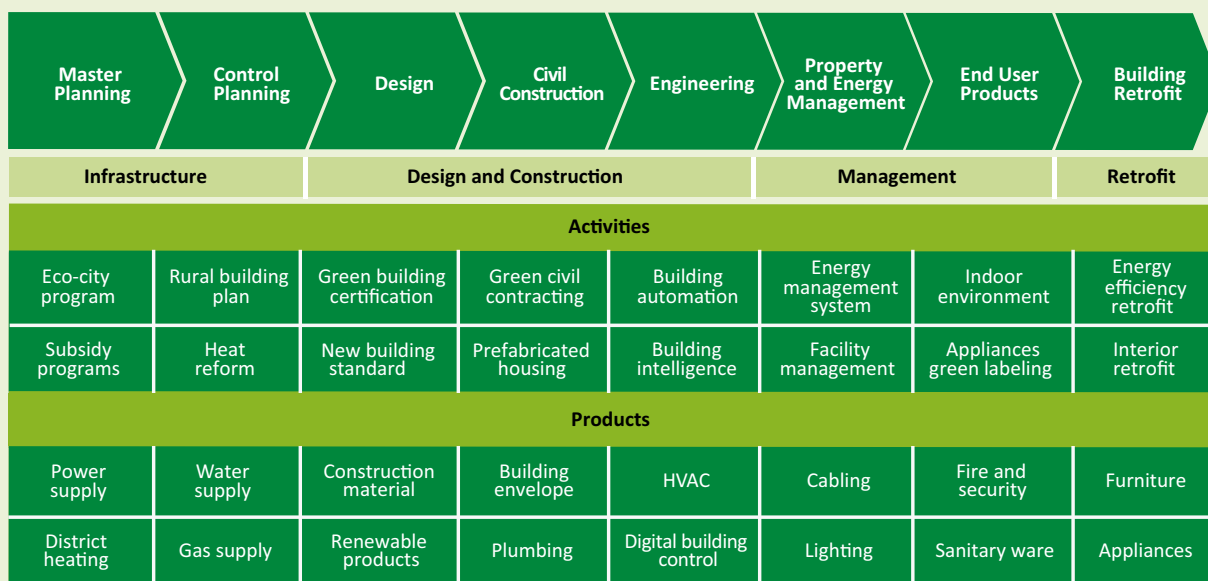 Master
Planning
Control
Planning
Design
Civil
Construction
Engineering
Property
and Energy
Management
End User
Products
Building
Retrofit
Infrastructure
Design and Construction
Management
Retrofit
Activities
Eco-city
program
Rural building
plan
Green building
certification
Green civil
contracting
Building
automation
Energy
management
system
Indoor
environment
Energy
efficiency
retrofit
Subsidy
programs
Heat
reform
New building
standard
Prefabricated
housing
Building
intelligence
Facility
management
Appliances
green labeling
Interior
retrofit
Products
Power
supply
Water
supply
Construction
material
Building
envelope
HVAC
Cabling
Fire and
security
Furniture
District
heating
Gas supply
Renewable
products
Plumbing
Digital building
control
Lighting
Sanitary ware
Appliances